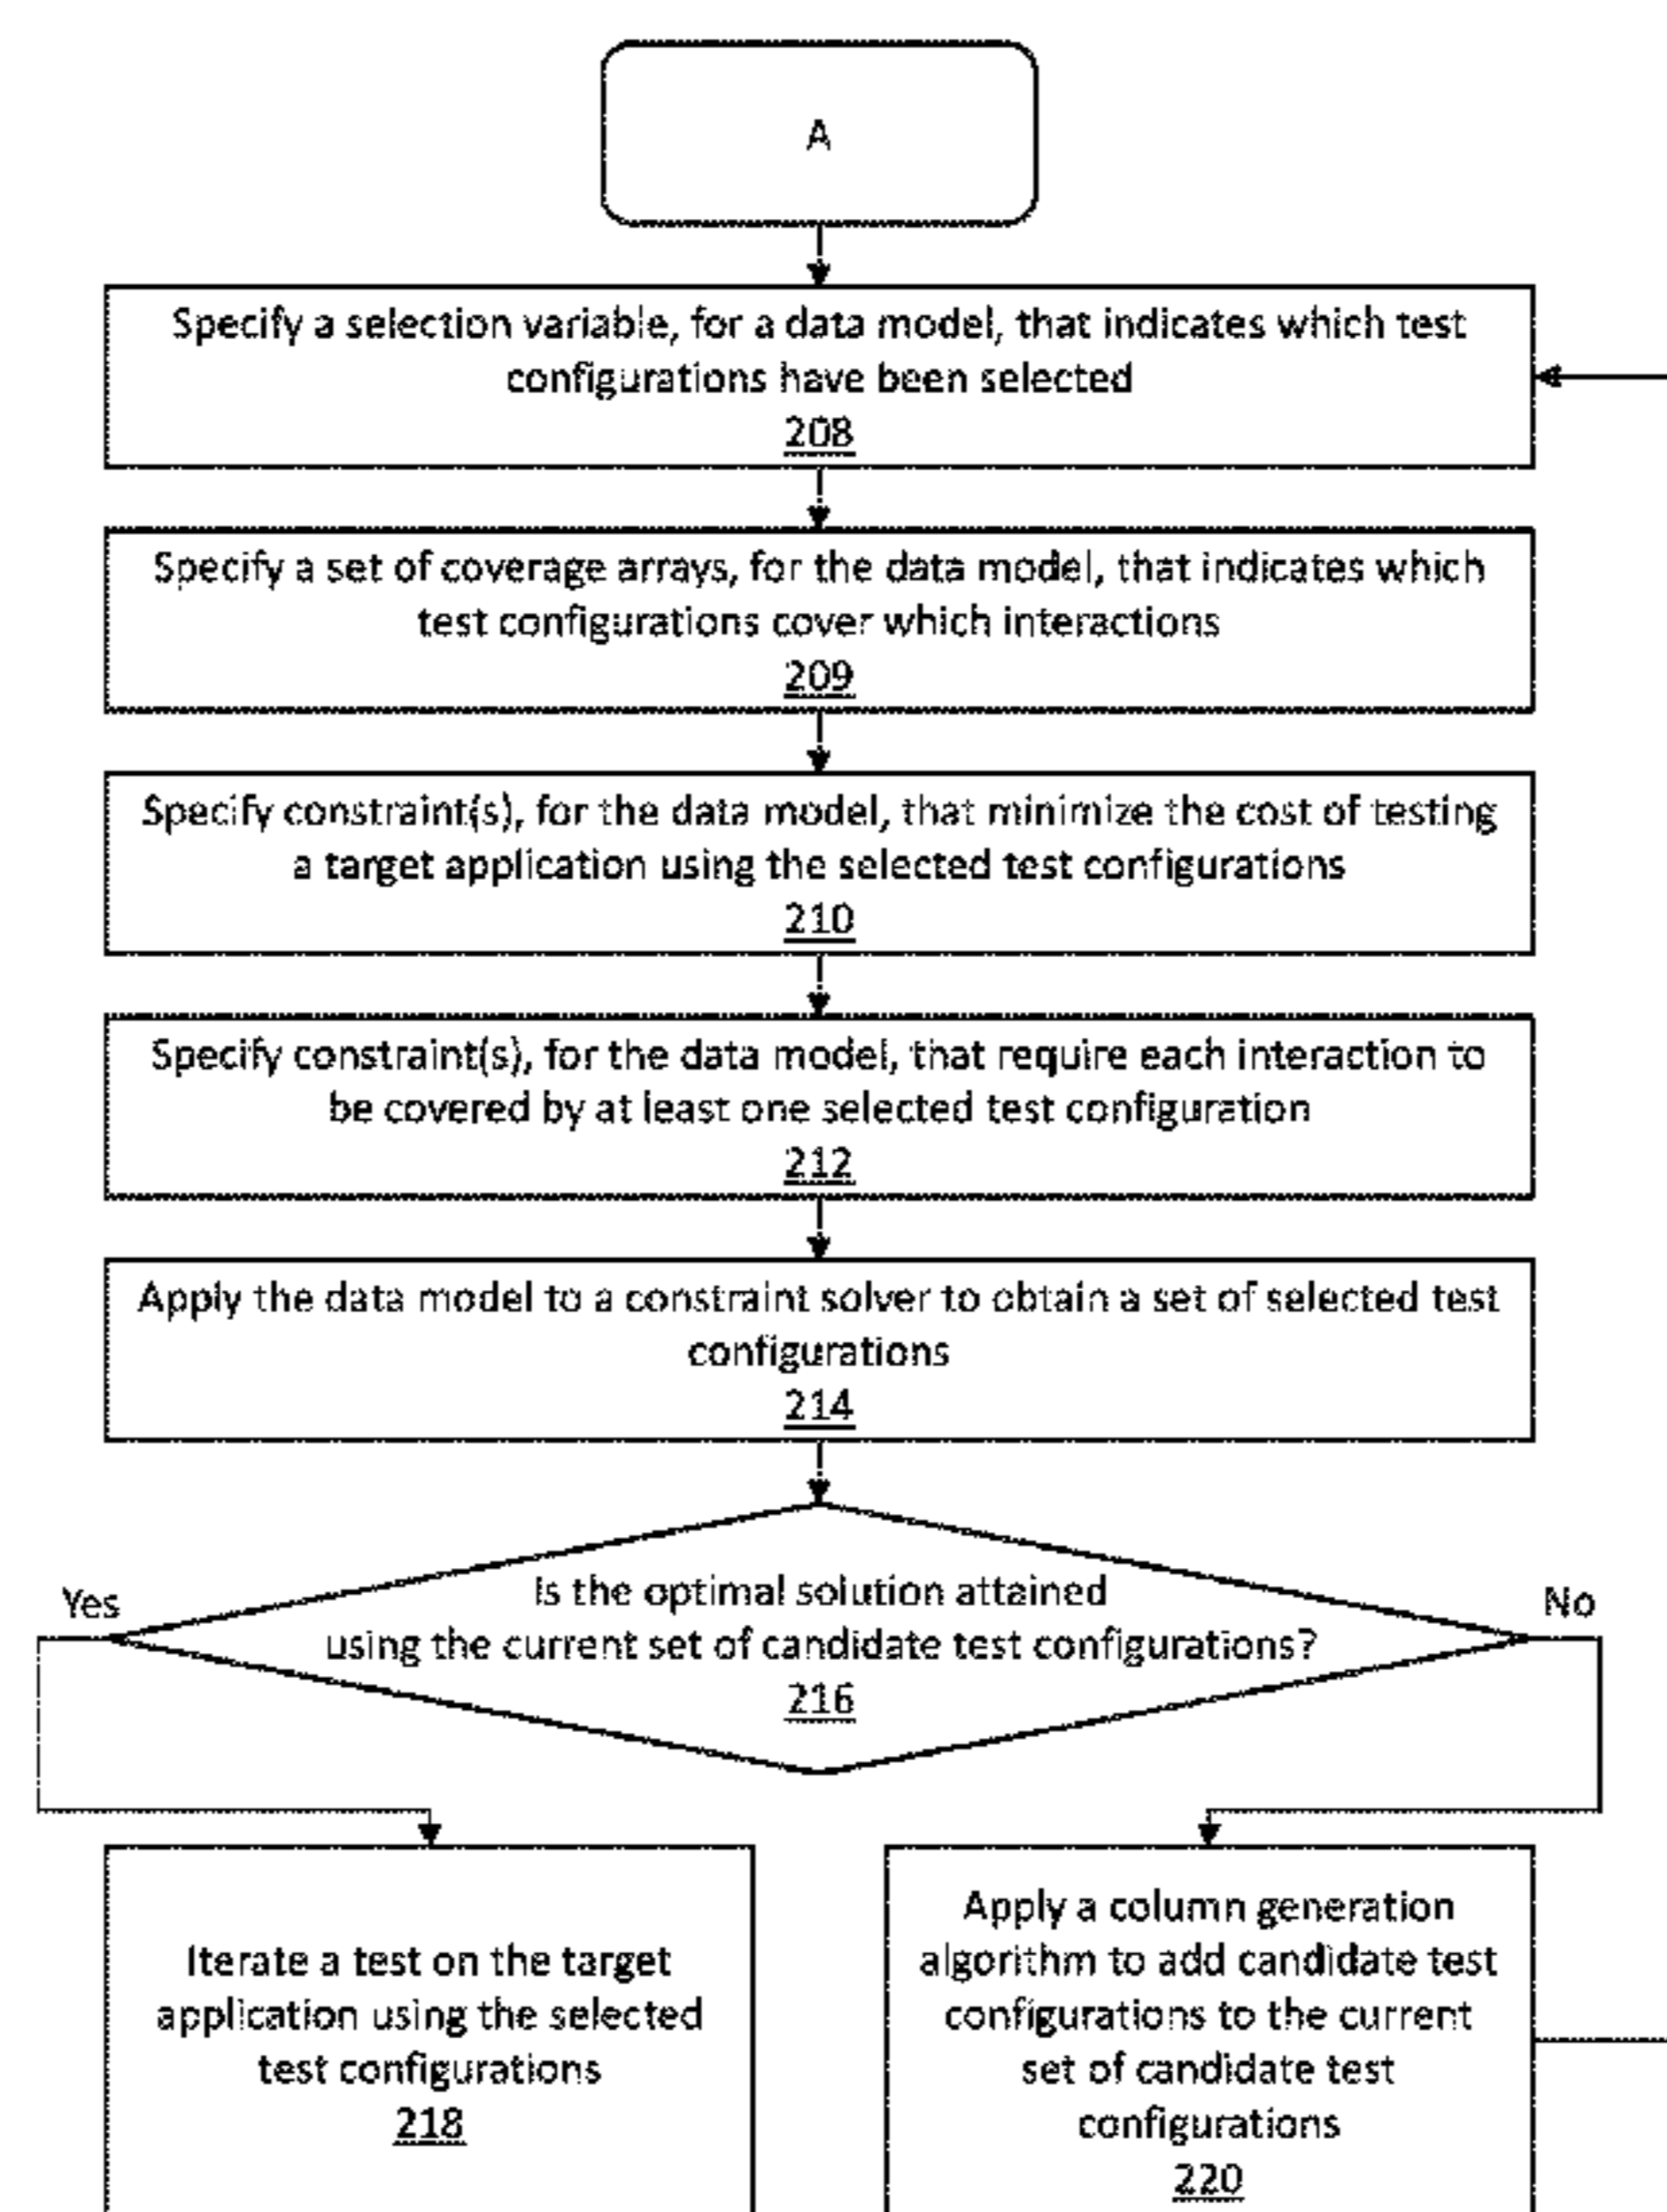 A
Specify a selection variable, for a data model, that indicates which test
configurations have been selected
208
Specify a set of coverage arrays, for the data model, that indicates which
test configurations cover which interactions
209
Specify constraint(s), for the data model, that minimize the cost of testing
a target application using the selected test configurations
210
Specify constraint(s), for the data model, that require each interaction to
be covered by at least one selected test configuration
212
Apply the data model to a constraint solver to obtain a set of selected test
configurations
214
Is the optimal solution attained
using the current set of candidate test configurations?
216
Yes
No
Iterate a test on the target
application using the selected
test configurations
218
Apply a column generation
algorithm to add candidate test
configurations to the current
set of candidate test
configurations
220